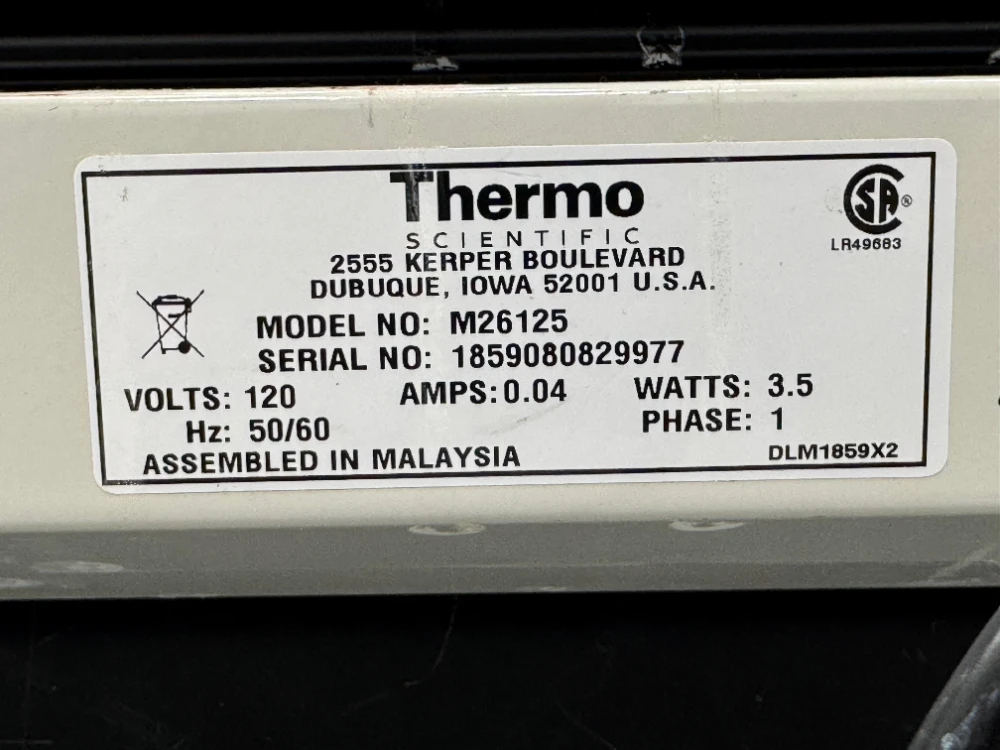 Thermo
SCIENTIFIC
SA ®
LR49683
2555 KERPER BOULEVARD
DUBUQUE, IOWA 52001 U.S.A.
MODEL NO: M26125
SERIAL NO: 1859080829977
VOLTS: 120 AMPS: 0.04 WATTS: 3.5
Hz: 50/60 PHASE: 1
ASSEMBLED IN MALAYSIA DLM1859X2